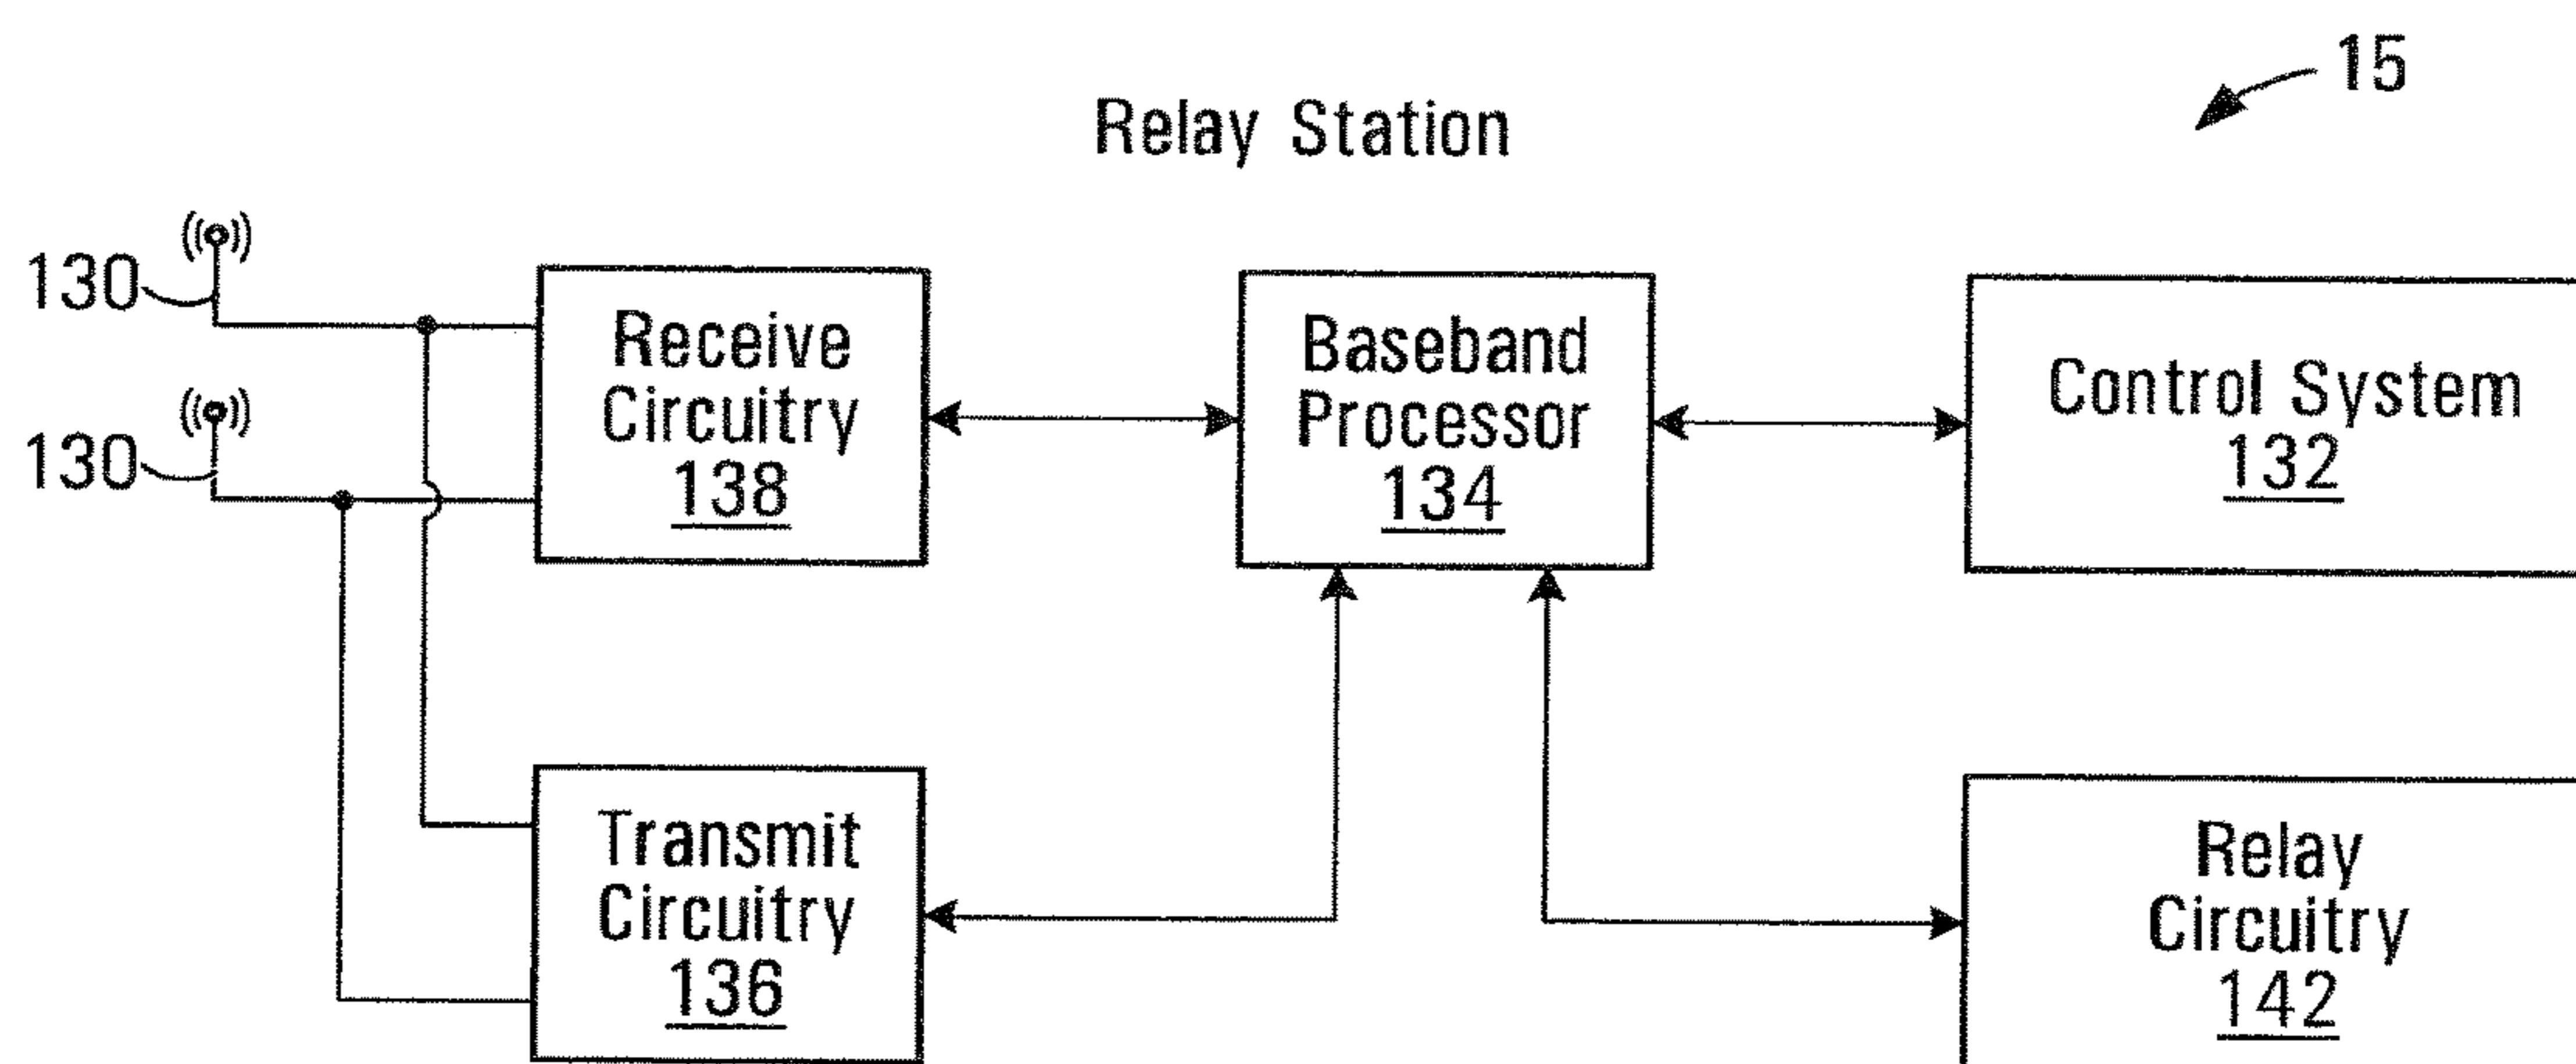 15
Relay Station
130
130
Receive
Circuitry
138
Baseband
Processor
134
Control System
132
Transmit
Circuitry
136
Relay
Circuitry
142